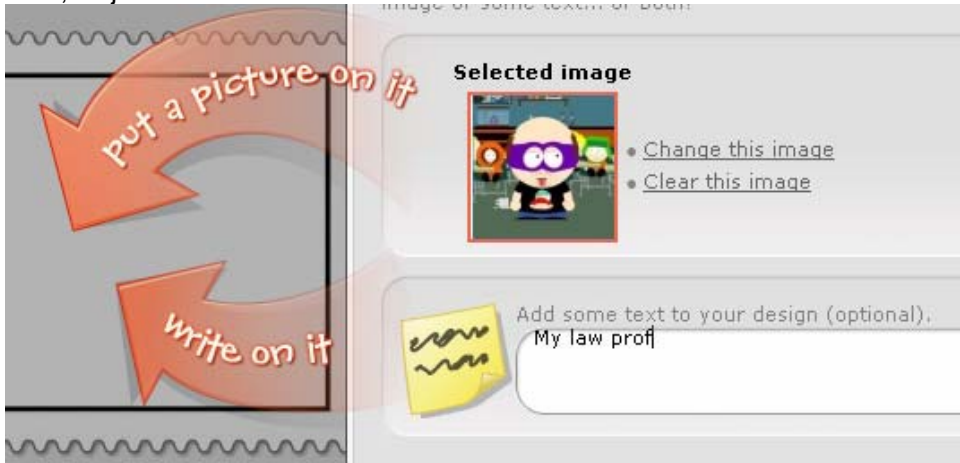 image or some text... or both!
put a picture on it
Selected image
Change this image
Clear this image
write on it
Add some text to your design (optional).
My law prof